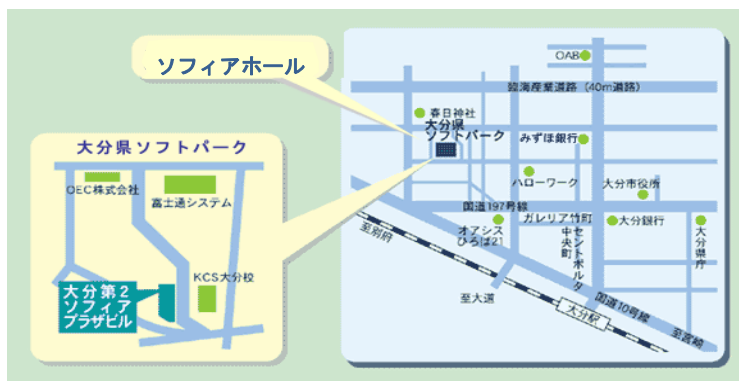 ソフィアホール
大分県ソフトパーク
OEC株式会社
富士通システム
KCS大分校
大分第2
ソフィア
プラザビル
OAB
臨海産業道路(40m道路)
春日神社
大分県
ソフトパーク
みずほ銀行
ハローワーク
大分市役所
国道197号線
ガレリア竹町
大分銀行
オアシス
ひろば21
セントポルタ
中央町
大分県庁
至別府
至大道
大分駅
国道10号線
至宮崎